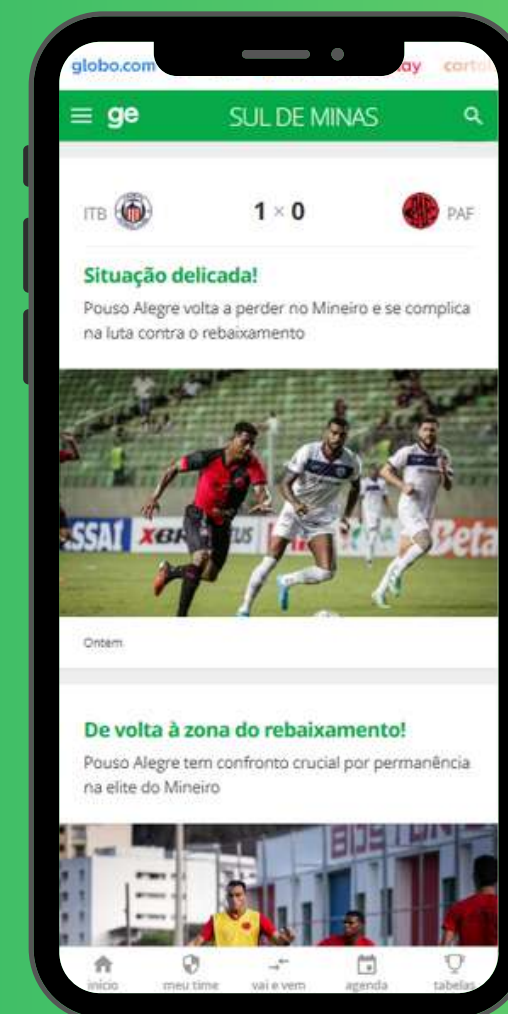 globo.com
ge SUL DE MINAS
ITB 1 × 0 PAF
Situação delicada!
Pouso Alegre volta a perder no Mineiro e se complica
na luta contra o rebaixamento
Ontem
De volta à zona do rebaixamento!
Pouso Alegre tem confronto crucial por permanência
na elite do Mineiro
início meu time vai e vem agenda tabelas